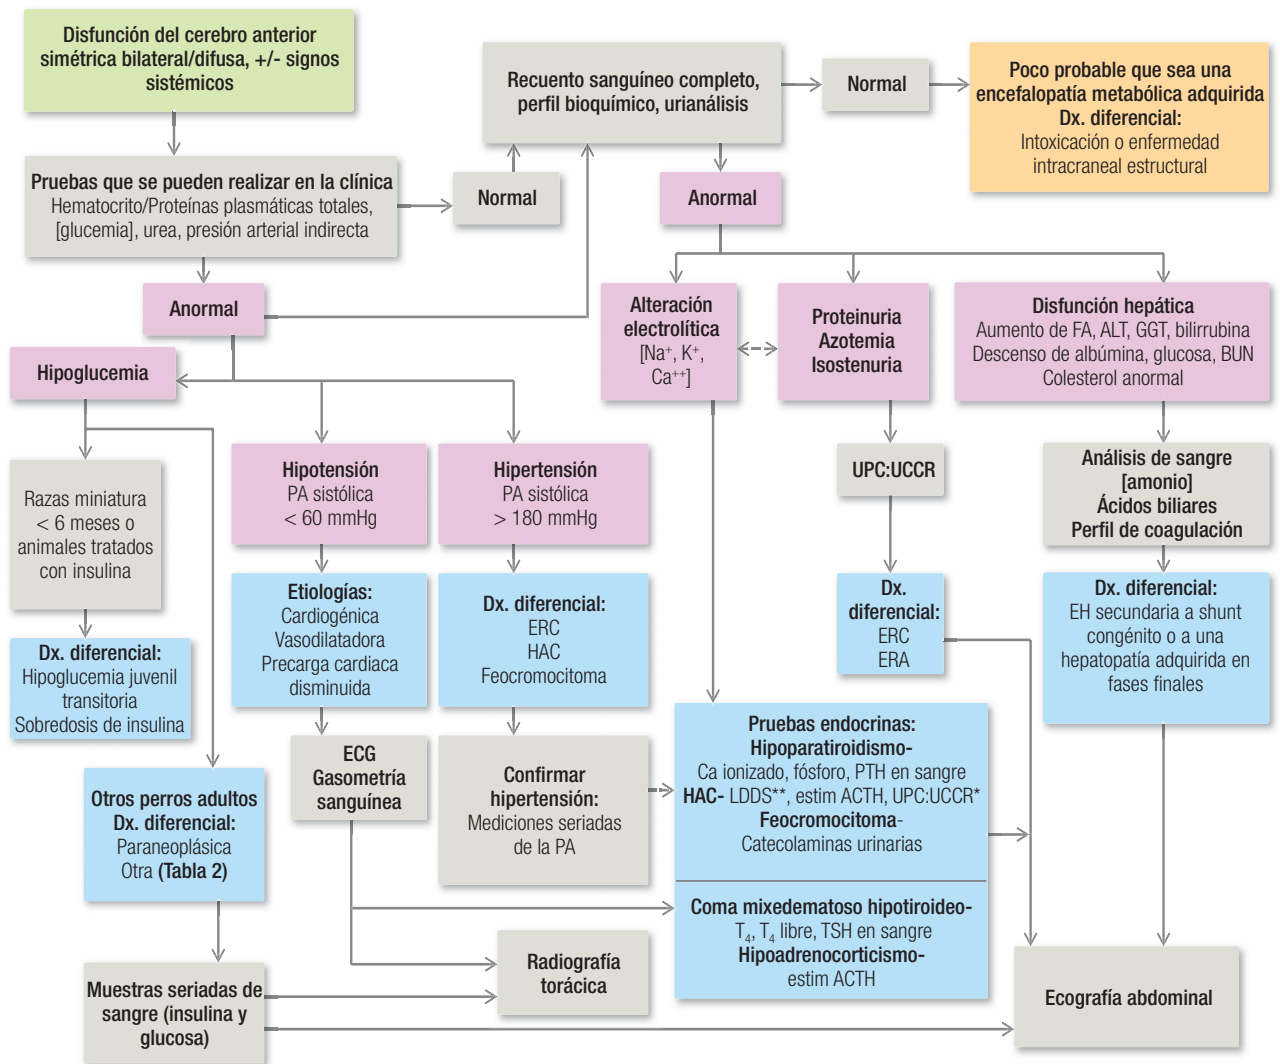 Disfunción del cerebro anterior
simétrica bilateral/difusa, +/- signos
sistémicos
Recuento sanguíneo completo,
perfil bioquímico, urianálisis
Normal
Poco probable que sea una
encefalopatía metabólica adquirida
Dx. diferencial:
Intoxicación o enfermedad
intracraneal estructural
Pruebas que se pueden realizar en la clínica
Hematocrito/Proteínas plasmáticas totales,
[glucemia], urea, presión arterial indirecta
Normal
Anormal
Anormal
Alteración
electrolítica
[Na⁺, K⁺,
Ca⁺⁺]
Proteinuria
Azotemia
Isostenuria
Disfunción hepática
Aumento de FA, ALT, GGT, bilirrubina
Descenso de albúmina, glucosa, BUN
Colesterol anormal
Hipoglucemia
Razas miniatura
< 6 meses o
animales tratados
con insulina
Hipotensión
PA sistólica
< 60 mmHg
Hipertensión
PA sistólica
> 180 mmHg
UPC:UCCR
Análisis de sangre
[amonio]
Ácidos biliares
Perfil de coagulación
Etiologías:
Cardiogénica
Vasodilatadora
Precarga cardiaca
disminuida
Dx. diferencial:
ERC
HAC
Feocromocitoma
Dx.
diferencial:
ERC
ERA
Dx. diferencial:
EH secundaria a shunt
congénito o a una
hepatopatía adquirida en
fases finales
Dx. diferencial:
Hipoglucemia juvenil
transitoria
Sobredosis de insulina
ECG
Gasometría
sanguínea
Confirmar
hipertensión:
Mediciones seriadas
de la PA
Pruebas endocrinas:
Hipoparatiroidismo-
Ca ionizado, fósforo, PTH en sangre
HAC- LDDS**, estim ACTH, UPC:UCCR*
Feocromocitoma-
Catecolaminas urinarias
Coma mixedematoso hipotiroideo-
T₄, T₄ libre, TSH en sangre
Hipoadrenocorticismo-
estim ACTH
Otros perros adultos
Dx. diferencial:
Paraneoplásica
Otra (Tabla 2)
Muestras seriadas de
sangre (insulina y
glucosa)
Radiografía
torácica
Ecografía abdominal